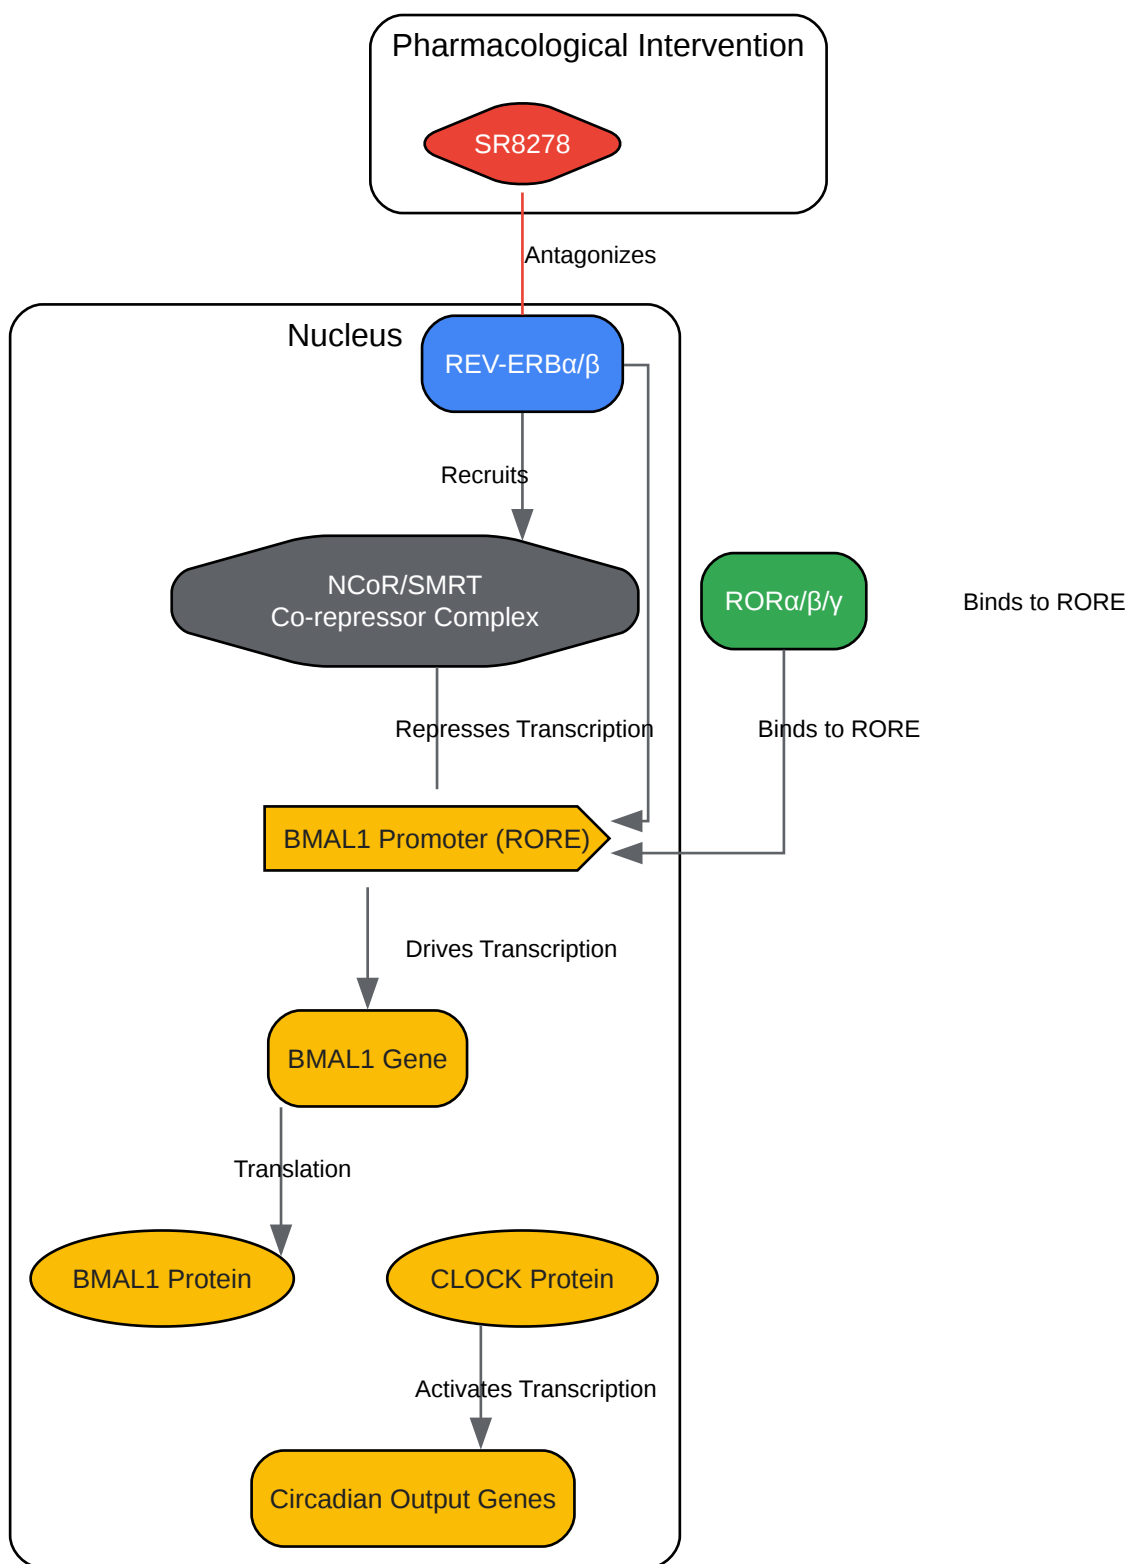 Pharmacological Intervention
SR8278
Antagonizes
Nucleus
REV-ERBα/β
Recruits
NCoR/SMRT
Co-repressor Complex
RORα/β/γ
Binds to RORE
Represses Transcription
Binds to RORE
BMAL1 Promoter (RORE)
Drives Transcription
BMAL1 Gene
Translation
BMAL1 Protein
CLOCK Protein
Activates Transcription
Circadian Output Genes